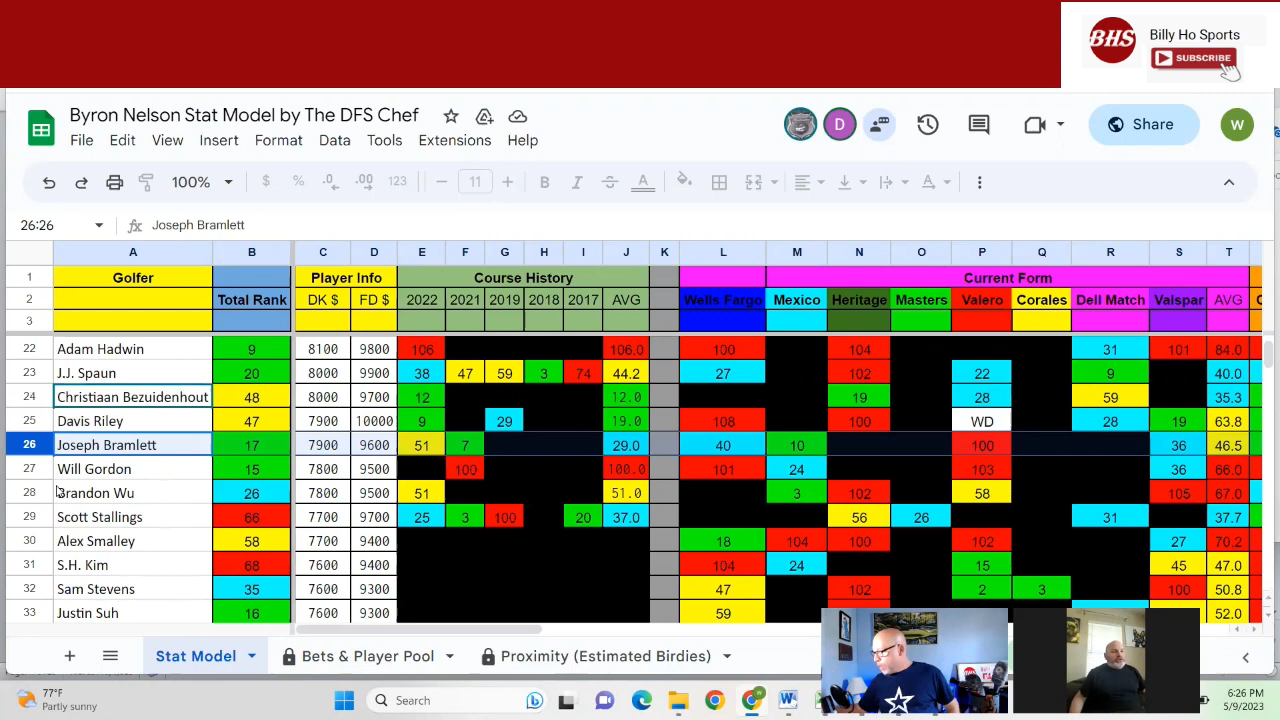 BHS
Billy Ho Sports
SUBSCRIBE
Byron Nelson Stat Model by The DFS Chef
D
Share
W
File Edit View Insert Format Data Tools Extensions Help
100% $ % .0 .00 123 − 11 + B I A A
26:26 fx Joseph Bramlett
A B C D E F G H I J K L M N O P Q R S T
1 Golfer Player Info Course History Current Form
2 Total Rank DK $ FD $ 2022 2021 2019 2018 2017 AVG Wells Fargo Mexico Heritage Masters Valero Corales Dell Match Valspar AVG
3
22 Adam Hadwin 9 8100 9800 106 106.0 100 104 31 101 84.0
23 J.J. Spaun 20 8000 9900 38 47 59 3 74 44.2 27 102 22 9 40.0
24 Christiaan Bezuidenhout 48 8000 9700 12 12.0 19 28 59 35.3
25 Davis Riley 47 7900 10000 9 29 19.0 108 100 WD 28 19 63.8
26 Joseph Bramlett 17 7900 9600 51 7 29.0 40 10 100 36 46.5
27 Will Gordon 15 7800 9500 100 100.0 101 24 103 36 66.0
28 Brandon Wu 26 7800 9500 51 51.0 3 102 58 105 67.0
29 Scott Stallings 66 7700 9700 25 3 100 20 37.0 56 26 31 37.7
30 Alex Smalley 58 7700 9400 18 104 100 102 27 70.2
31 S.H. Kim 68 7600 9400 104 24 15 45 47.0
32 Sam Stevens 35 7600 9300 47 102 2 3 100 50.8
33 Justin Suh 16 7600 9300 59 52.0
Stat Model Bets & Player Pool Proximity (Estimated Birdies)
77°F
Partly sunny
Search
6:26 PM
5/9/2023